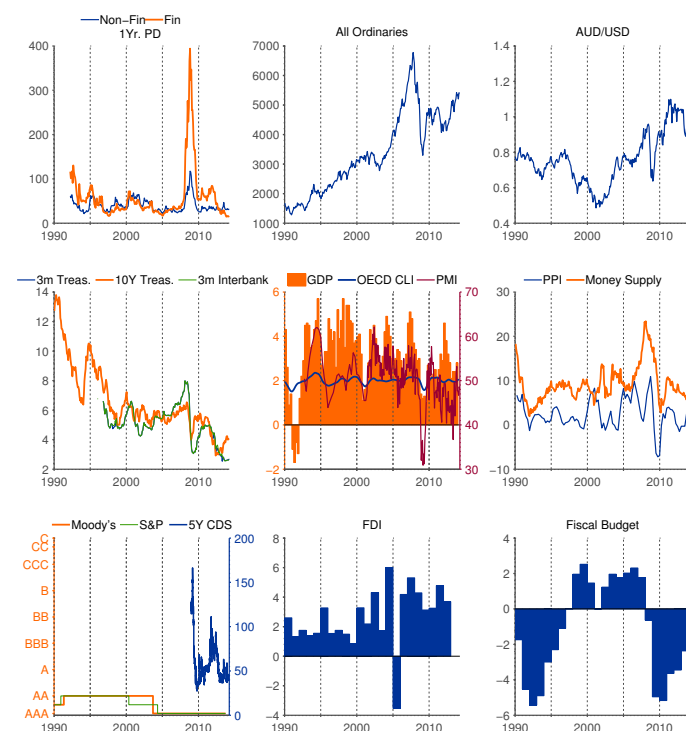 Non−Fin Fin
1Yr. PD
400
300
200
100
0
1990 2000 2010
All Ordinaries
7000
6000
5000
4000
3000
2000
1000
1990 2000 2010
AUD/USD
1.4
1.2
1
0.8
0.6
0.4
1990 2000 2010
3m Treas. 10Y Treas. 3m Interbank
14
12
10
8
6
4
2
1990 2000 2010
GDP OECD CLI PMI
6 70
4 60
2 50
0 40
−2 30
1990 2000 2010
PPI Money Supply
30
20
10
0
−10
1990 2000 2010
Moody's S&P 5Y CDS
C 200
CC
CCC
B 150
BB
BBB 100
A 50
AA
AAA 0
1990 2000 2010
FDI
8
6
4
2
0
−2
−4
1990 2000 2010
Fiscal Budget
4
2
0
−2
−4
−6
1990 2000 2010